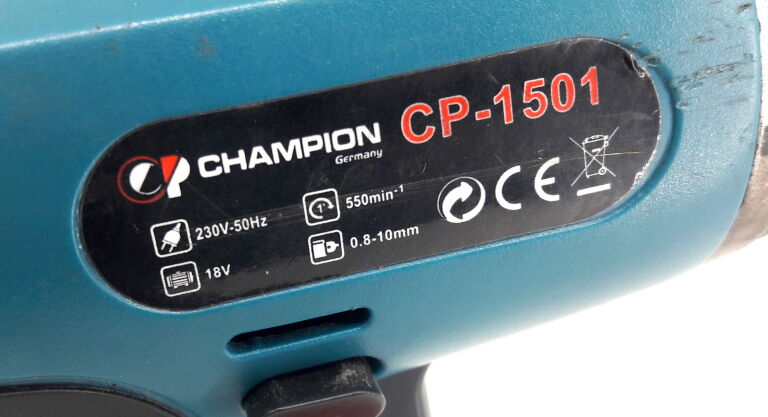 CHAMPION
Germany
CP-1501
230V-50Hz
550min⁻¹
18V
0.8-10mm
CE